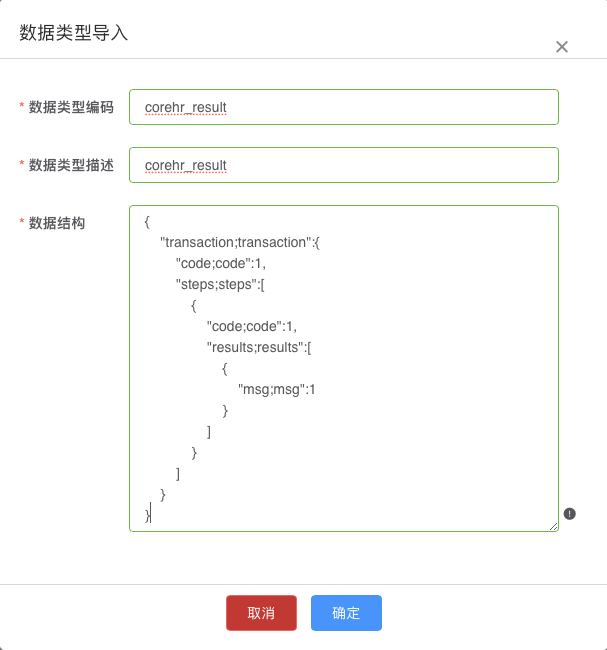 数据类型导入
* 数据类型编码 corehr_result
* 数据类型描述 corehr_result
* 数据结构
{
"transaction;transaction":{
"code;code":1,
"steps;steps":[
{
"code;code":1,
"results;results":[
{
"msg;msg":1
}
]
}
]
}
}
取消 确定